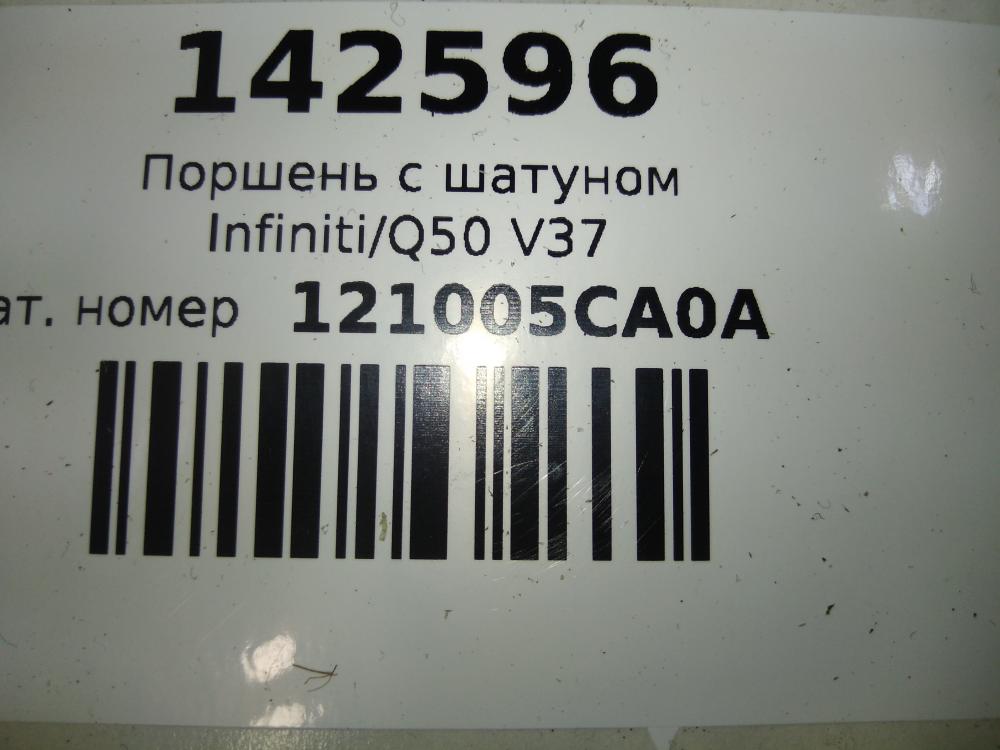 142596
Поршень с шатуном
Infiniti/Q50 V37
ат. номер 121005CA0A